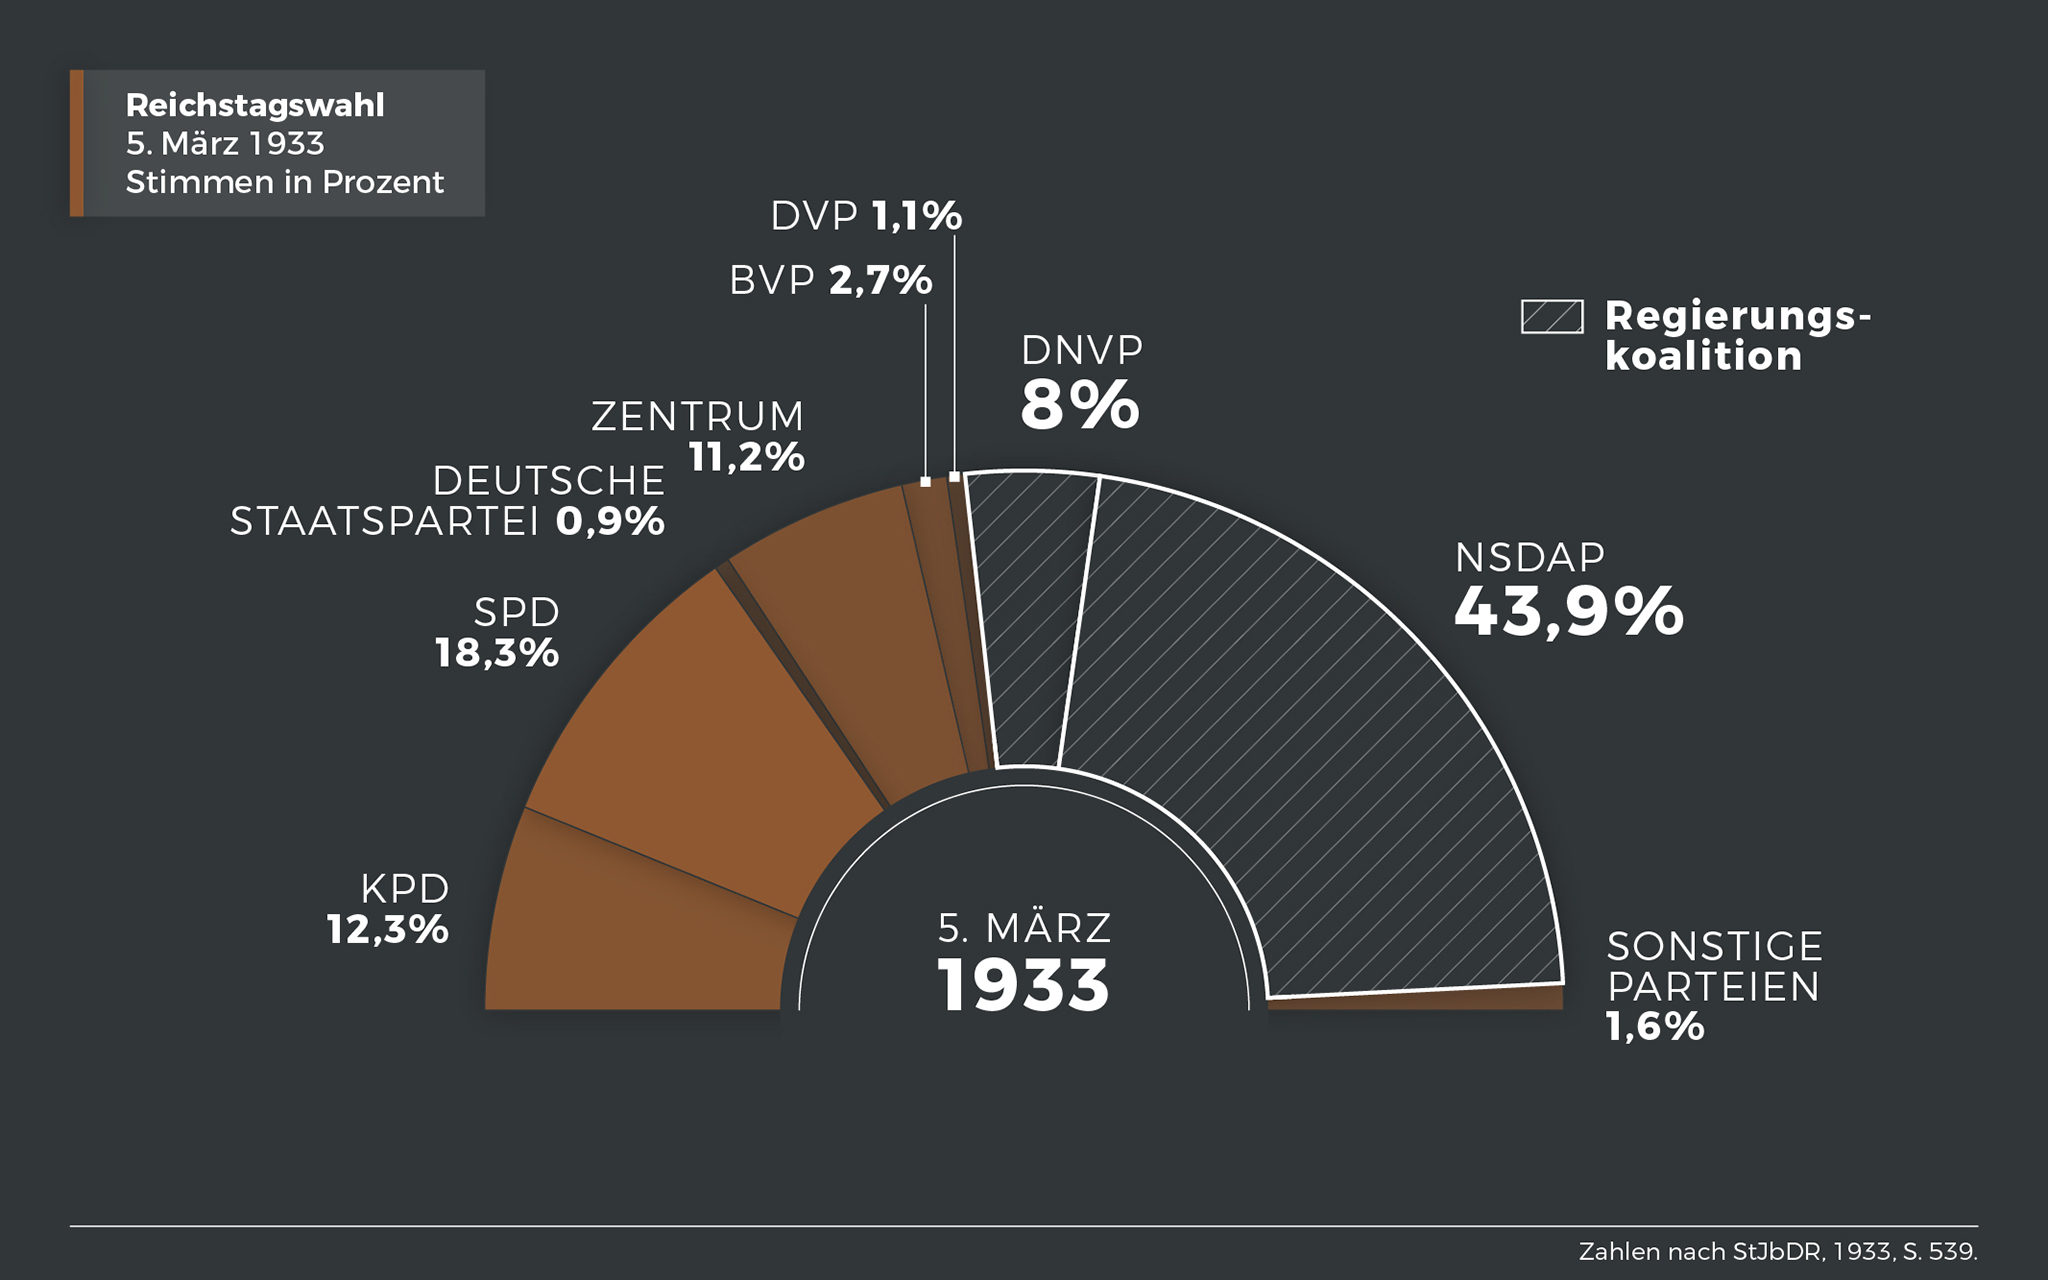 Reichstagswahl
5. März 1933
Stimmen in Prozent
DVP 1,1%
BVP 2,7%
Regierungs-
koalition
DNVP
8%
ZENTRUM
11,2%
DEUTSCHE
STAATSPARTEI 0,9%
NSDAP
43,9%
SPD
18,3%
KPD
12,3%
5. MÄRZ
1933
SONSTIGE
PARTEIEN
1,6%
Zahlen nach StJbDR, 1933, S. 539.